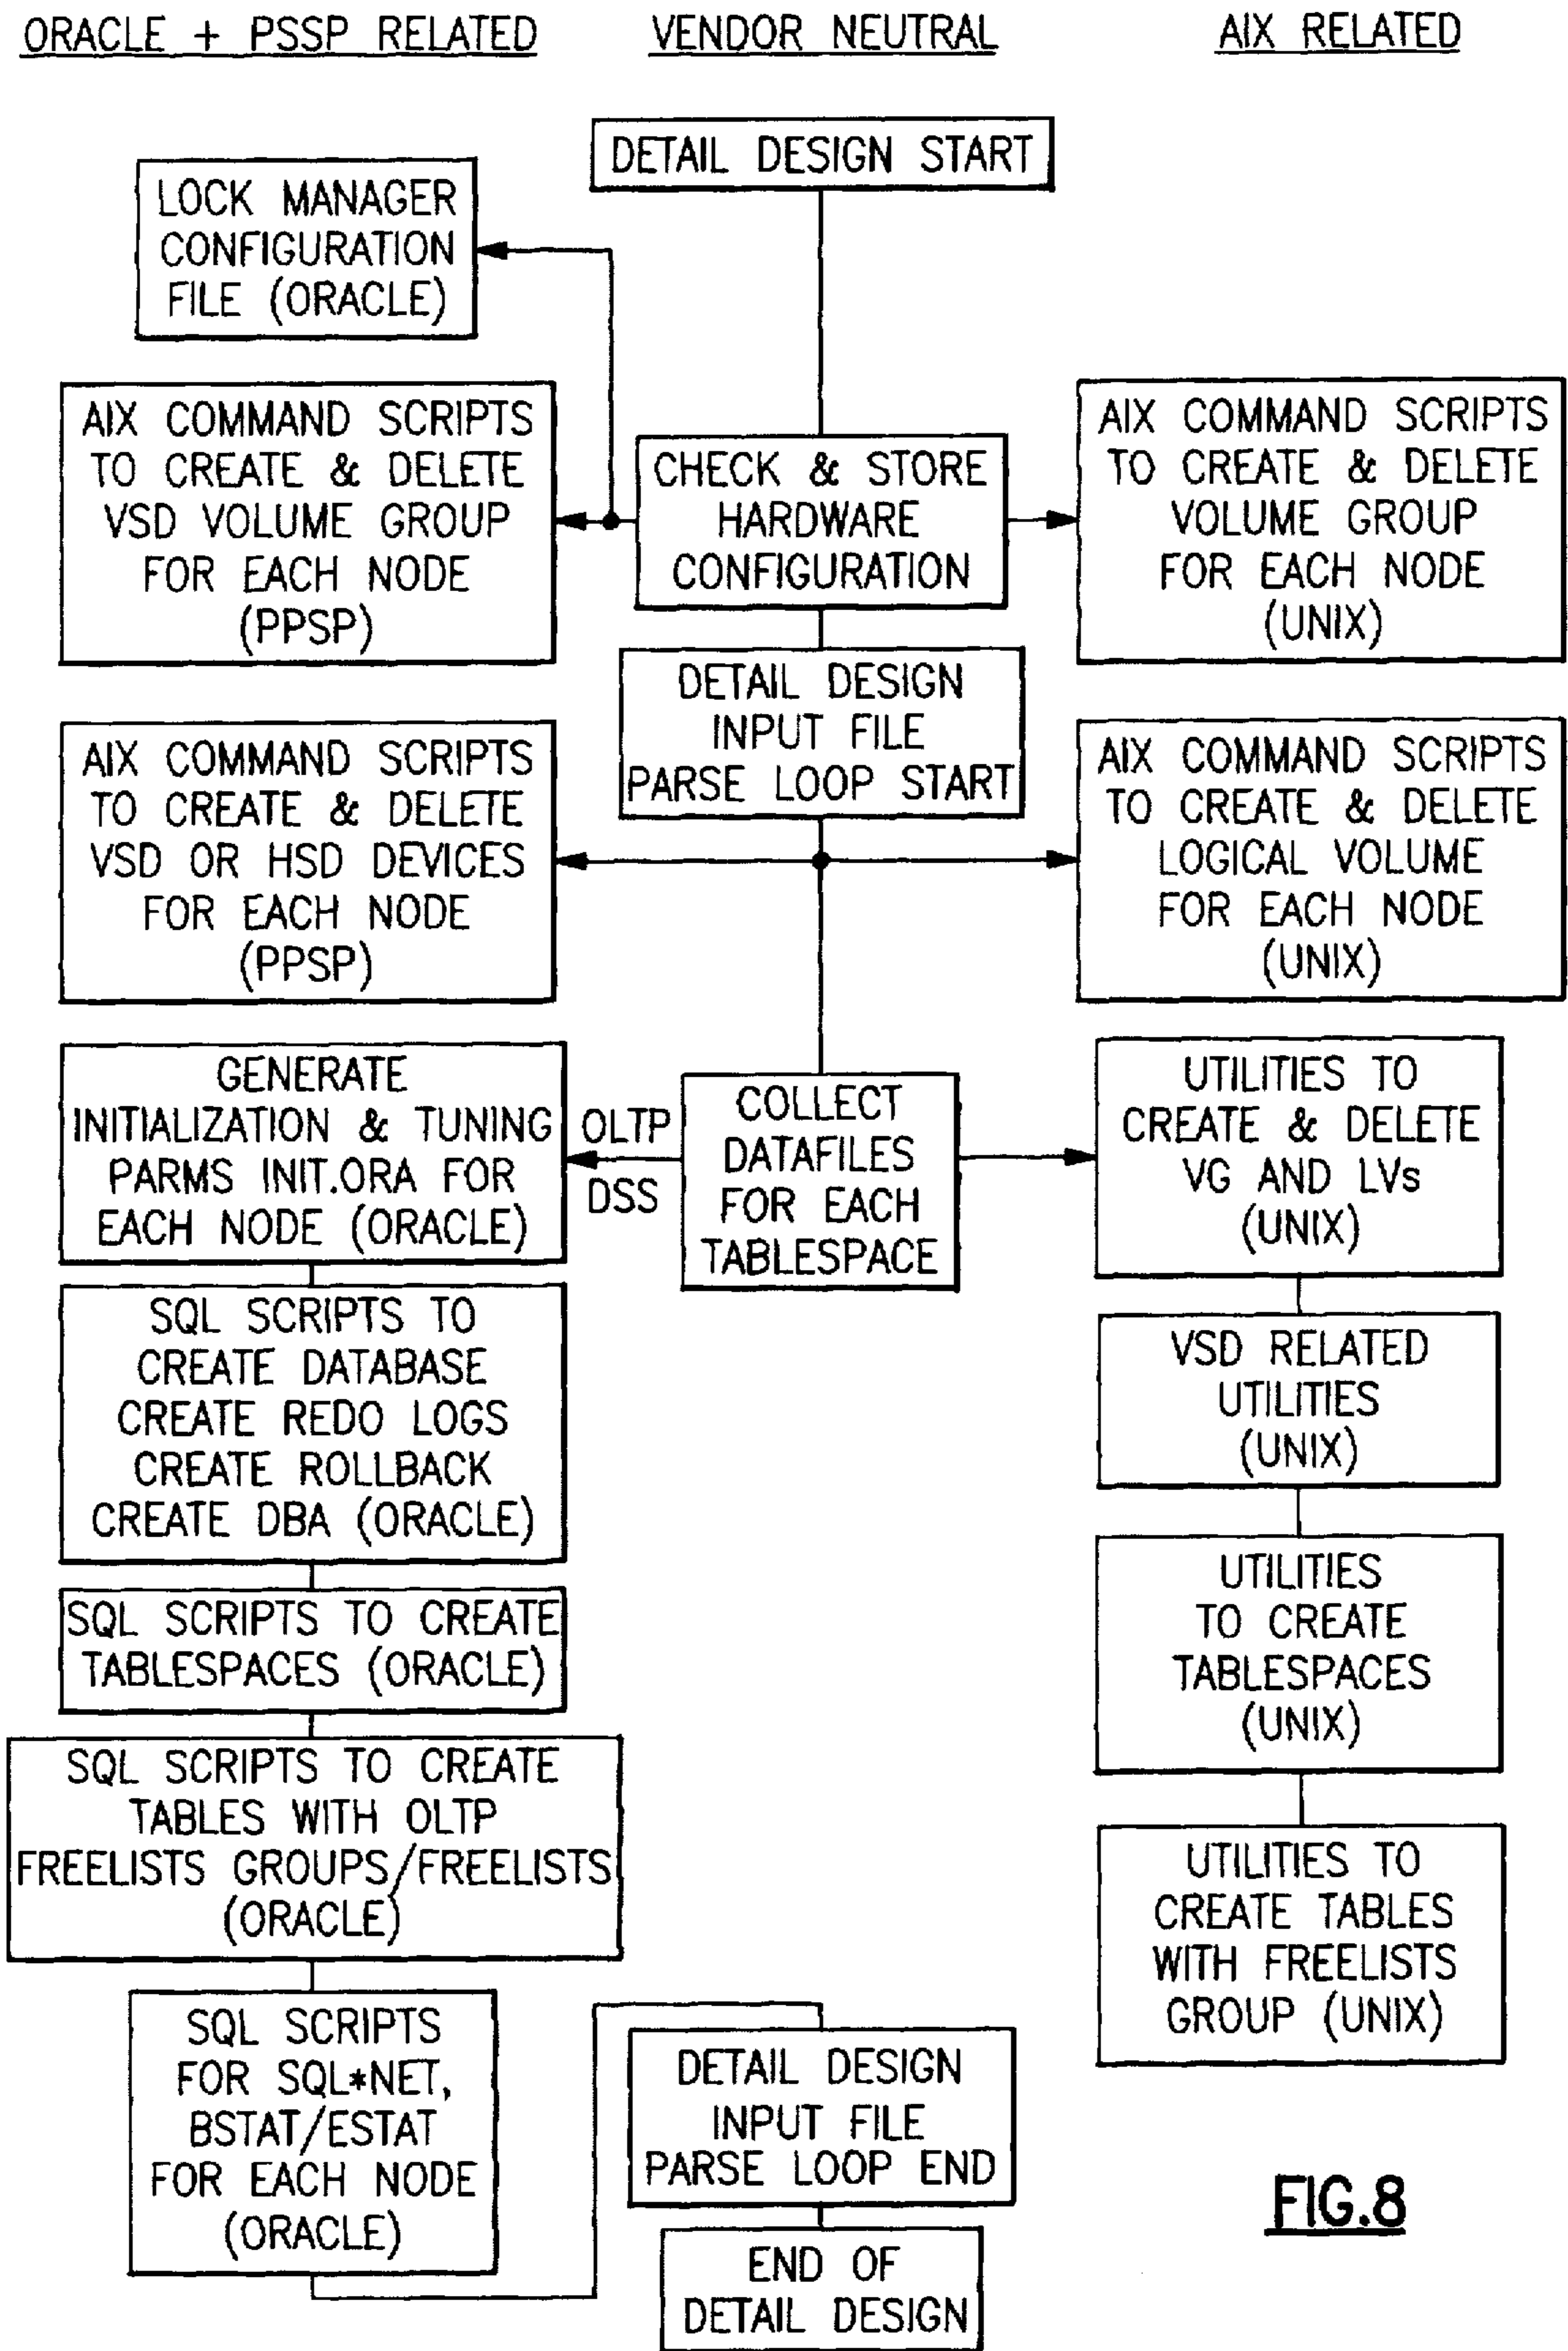 ORACLE + PSSP RELATED
VENDOR NEUTRAL
AIX RELATED
DETAIL DESIGN START
LOCK MANAGER
CONFIGURATION
FILE (ORACLE)
AIX COMMAND SCRIPTS
TO CREATE & DELETE
VSD VOLUME GROUP
FOR EACH NODE
(PPSP)
CHECK & STORE
HARDWARE
CONFIGURATION
AIX COMMAND SCRIPTS
TO CREATE & DELETE
VOLUME GROUP
FOR EACH NODE
(UNIX)
DETAIL DESIGN
INPUT FILE
PARSE LOOP START
AIX COMMAND SCRIPTS
TO CREATE & DELETE
VSD OR HSD DEVICES
FOR EACH NODE
(PPSP)
AIX COMMAND SCRIPTS
TO CREATE & DELETE
LOGICAL VOLUME
FOR EACH NODE
(UNIX)
GENERATE
INITIALIZATION & TUNING
PARMS INIT.ORA FOR
EACH NODE (ORACLE)
OLTP
DSS
COLLECT
DATAFILES
FOR EACH
TABLESPACE
UTILITIES TO
CREATE & DELETE
VG AND LVs
(UNIX)
SQL SCRIPTS TO
CREATE DATABASE
CREATE REDO LOGS
CREATE ROLLBACK
CREATE DBA (ORACLE)
VSD RELATED
UTILITIES
(UNIX)
SQL SCRIPTS TO CREATE
TABLESPACES (ORACLE)
UTILITIES
TO CREATE
TABLESPACES
(UNIX)
SQL SCRIPTS TO CREATE
TABLES WITH OLTP
FREELISTS GROUPS/FREELISTS
(ORACLE)
UTILITIES TO
CREATE TABLES
WITH FREELISTS
GROUP (UNIX)
SQL SCRIPTS
FOR SQL*NET,
BSTAT/ESTAT
FOR EACH NODE
(ORACLE)
DETAIL DESIGN
INPUT FILE
PARSE LOOP END
END OF
DETAIL DESIGN
FIG.8